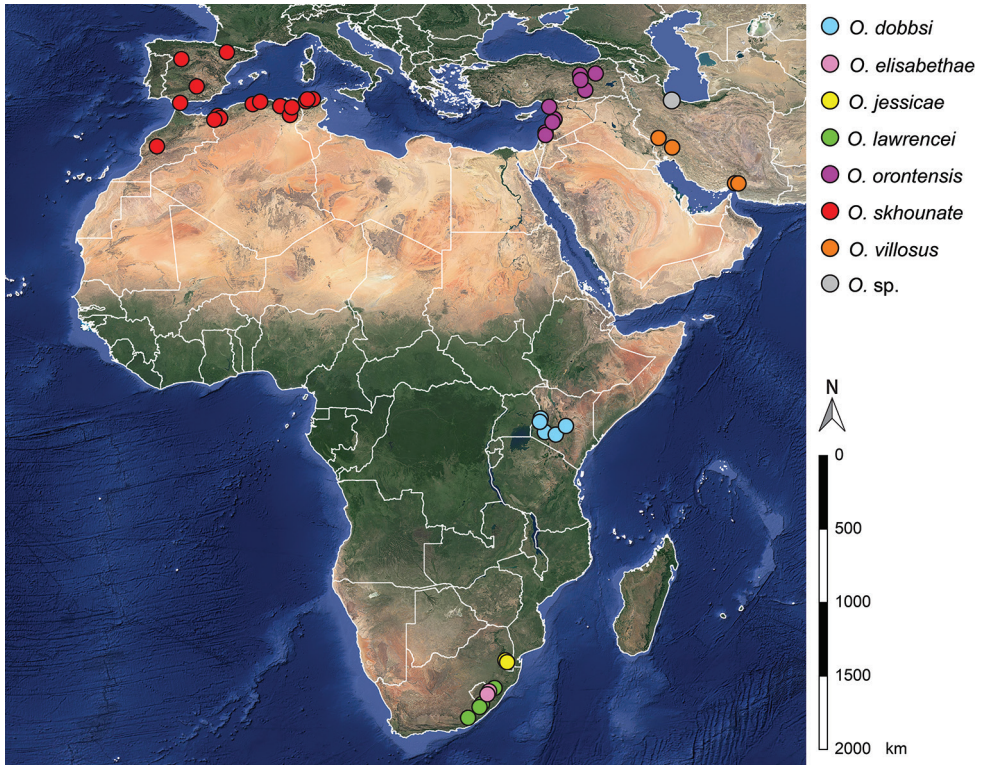 O. dobbsi
O. elisabethae
O. jessicae
O. lawrencei
O. orontensis
O. skhounate
O. villosus
O. sp.
N
0
500
1000
1500
2000 km